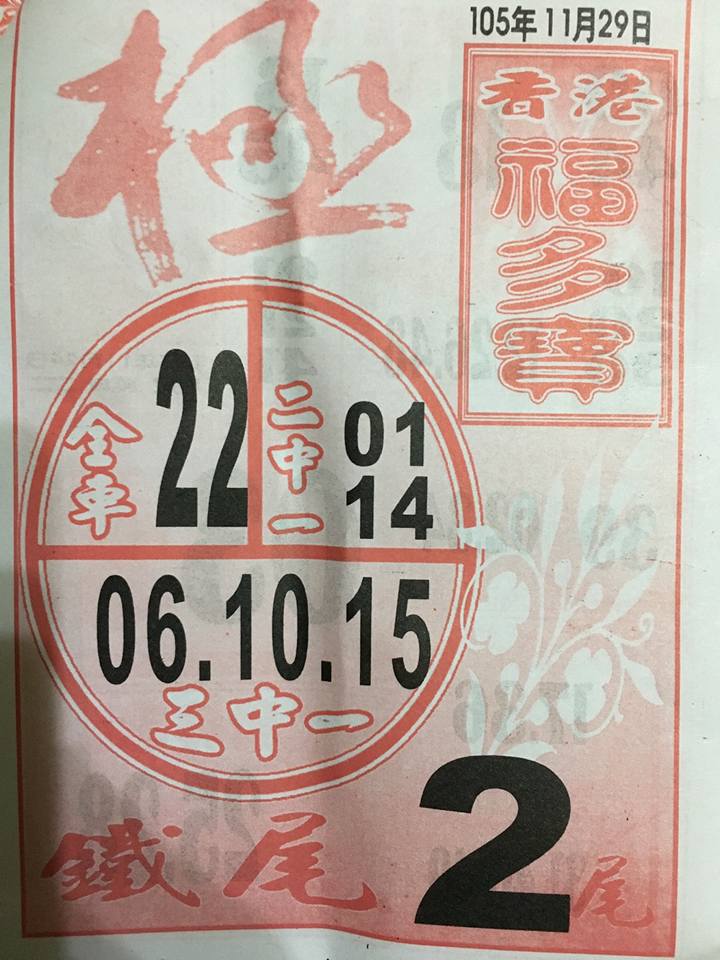 105年11月29日
極
香港
福多寶
全車
22
二中一
01
14
06.10.15
三中一
鐵尾
2尾